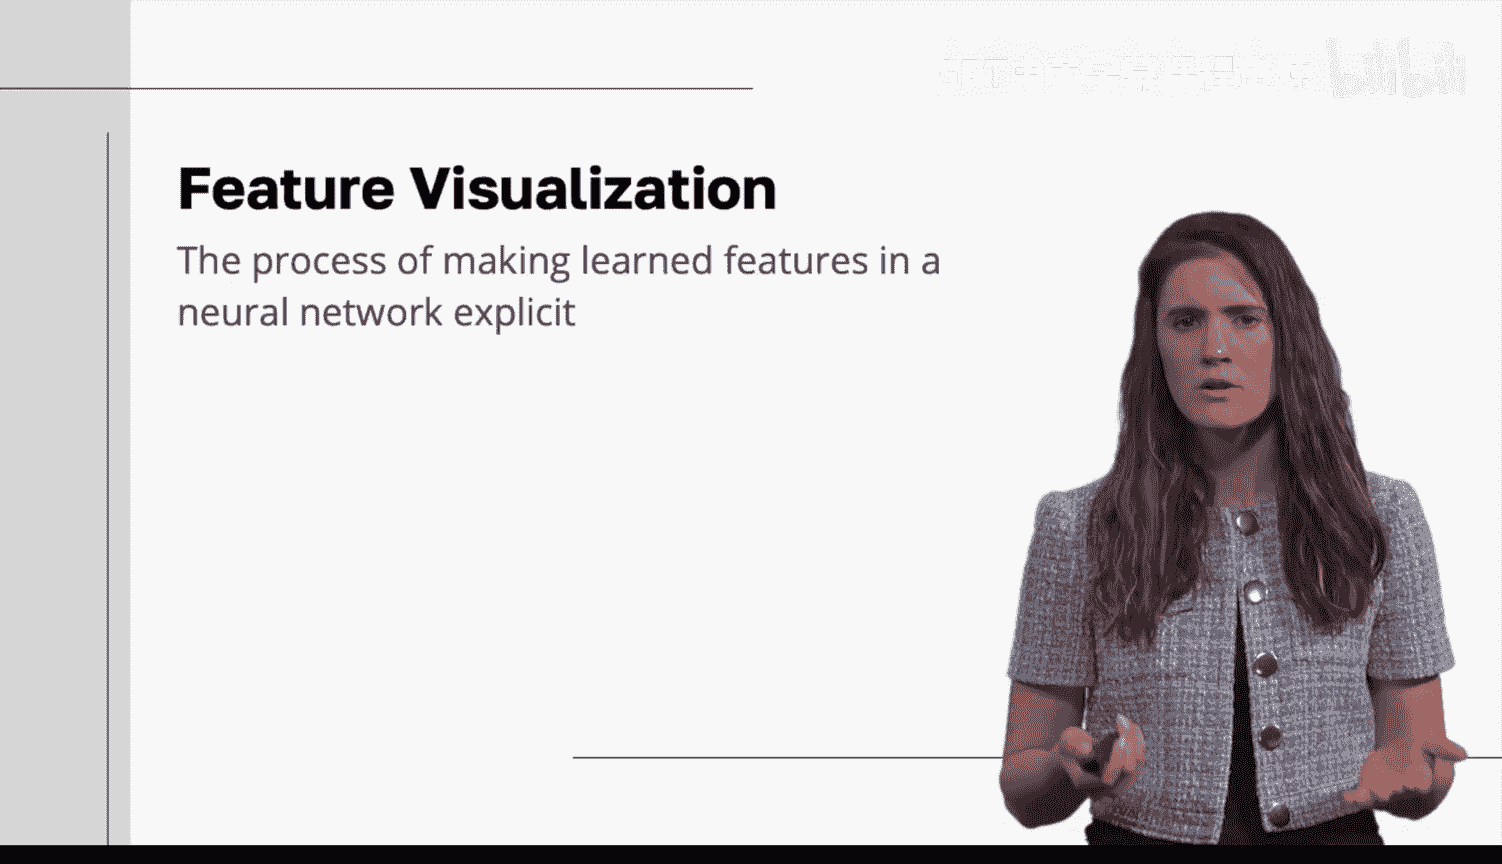 Feature Visualization
The process of making learned features in a
neural network explicit